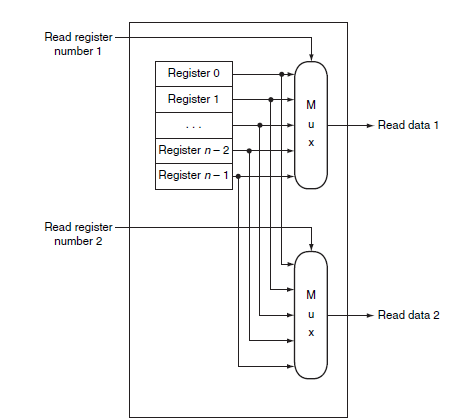 Read register
number 1
Register 0
Register 1
. . .
Register n – 2
Register n – 1
M
u
x
Read data 1
Read register
number 2
M
u
x
Read data 2